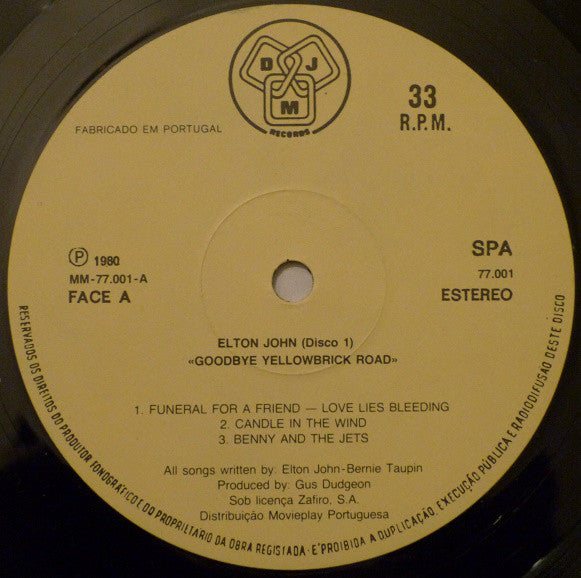 D J
M
RECORDS
33
R.P.M.
FABRICADO EM PORTUGAL
Ⓟ 1980
MM-77.001-A
FACE A
SPA
77.001
ESTEREO
ELTON JOHN (Disco 1)
«GOODBYE YELLOWBRICK ROAD»
1. FUNERAL FOR A FRIEND — LOVE LIES BLEEDING
2. CANDLE IN THE WIND
3. BENNY AND THE JETS
All songs written by: Elton John-Bernie Taupin
Produced by: Gus Dudgeon
Sob licença Zafiro, S.A.
Distribuição Movieplay Portuguesa
RESERVADOS OS DIREITOS DO PRODUTOR FONOGRÁFICO E DO PROPRIETARIO DA OBRA REGISTADA-E'PROIBIDA A DUPLICAÇÃO, EXECUÇÃO PÚBLICA E RADIODIFUSÃO DESTE DISCO